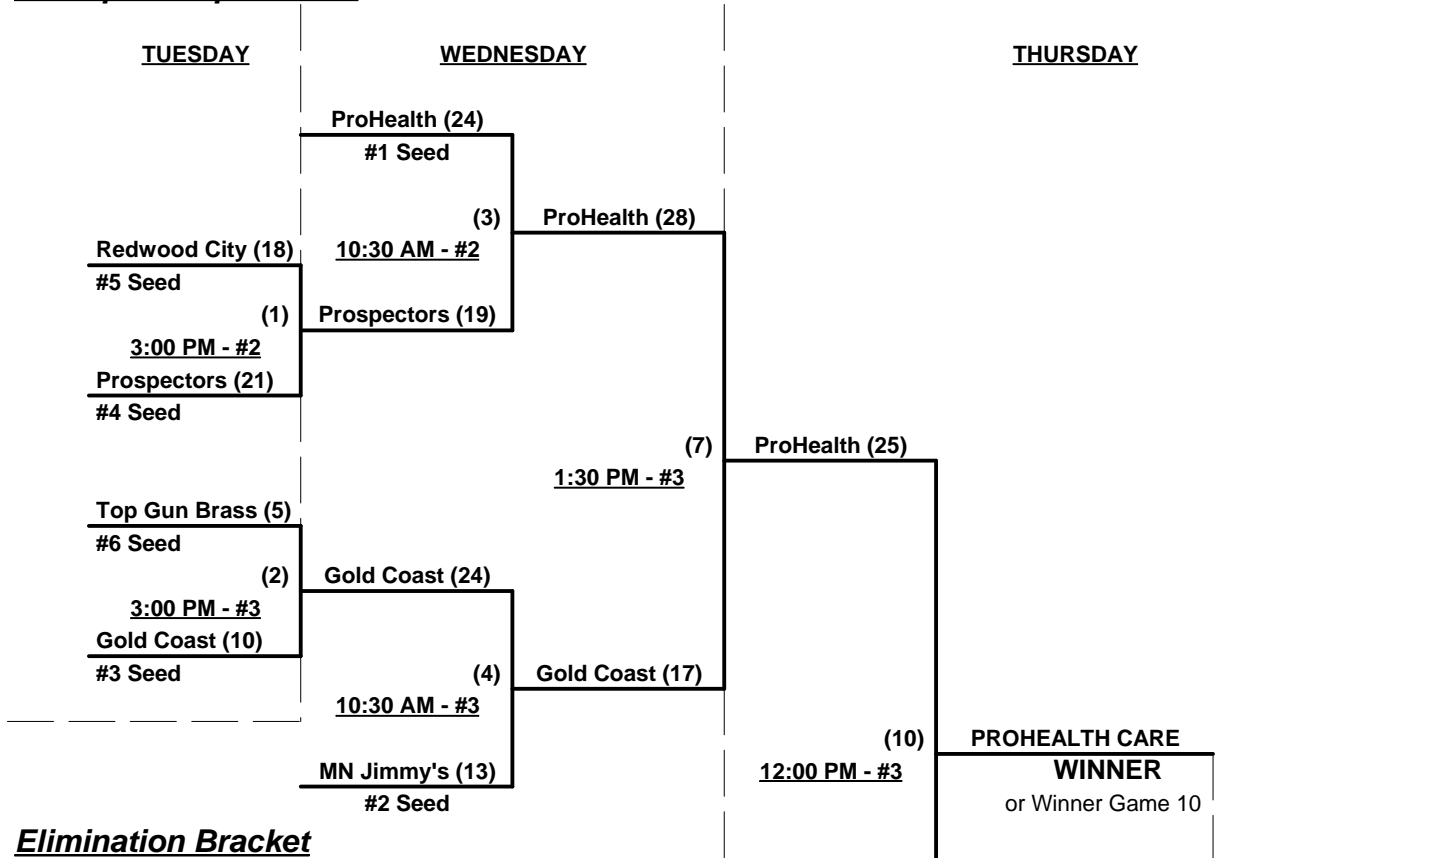 TUESDAY WEDNESDAY THURSDAY
ProHealth (24)
#1 Seed
(3) ProHealth (28)
Redwood City (18) 10:30 AM - #2
#5 Seed
(1) Prospectors (19)
3:00 PM - #2
Prospectors (21)
#4 Seed
(7) ProHealth (25)
1:30 PM - #3
Top Gun Brass (5)
#6 Seed
(2) Gold Coast (24)
3:00 PM - #3
Gold Coast (10)
#3 Seed (4) Gold Coast (17)
10:30 AM - #3
(10) PROHEALTH CARE
MN Jimmy's (13) 12:00 PM - #3 WINNER
#2 Seed or Winner Game 10
Elimination Bracket